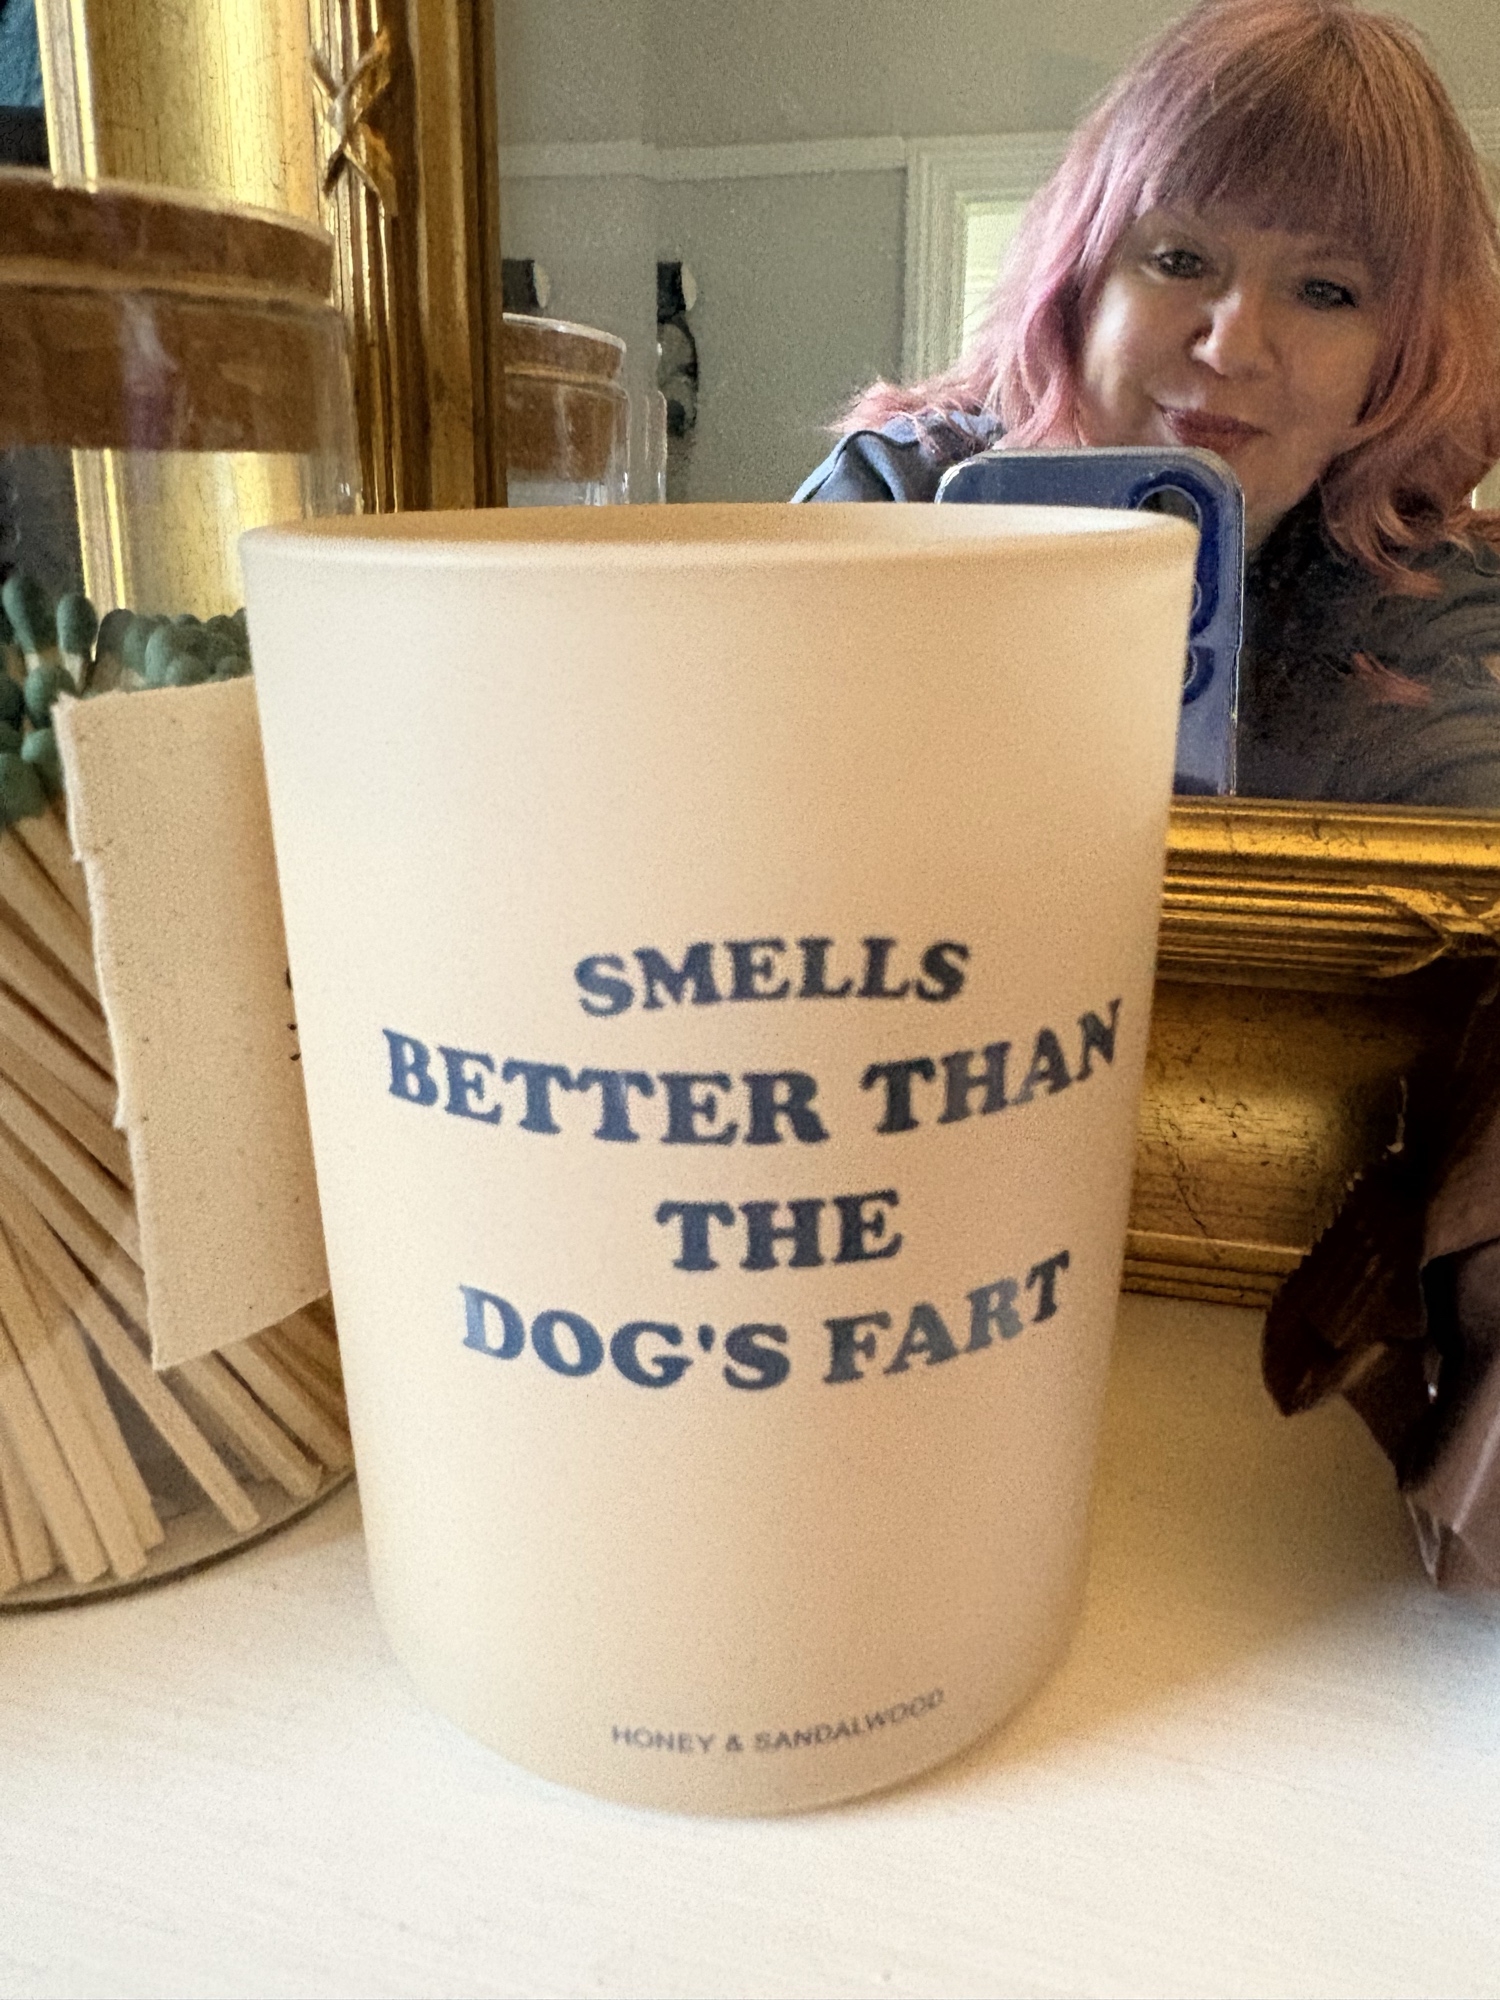 SMELLS
BETTER THAN
THE
DOG'S FART
HONEY & SANDALWOOD